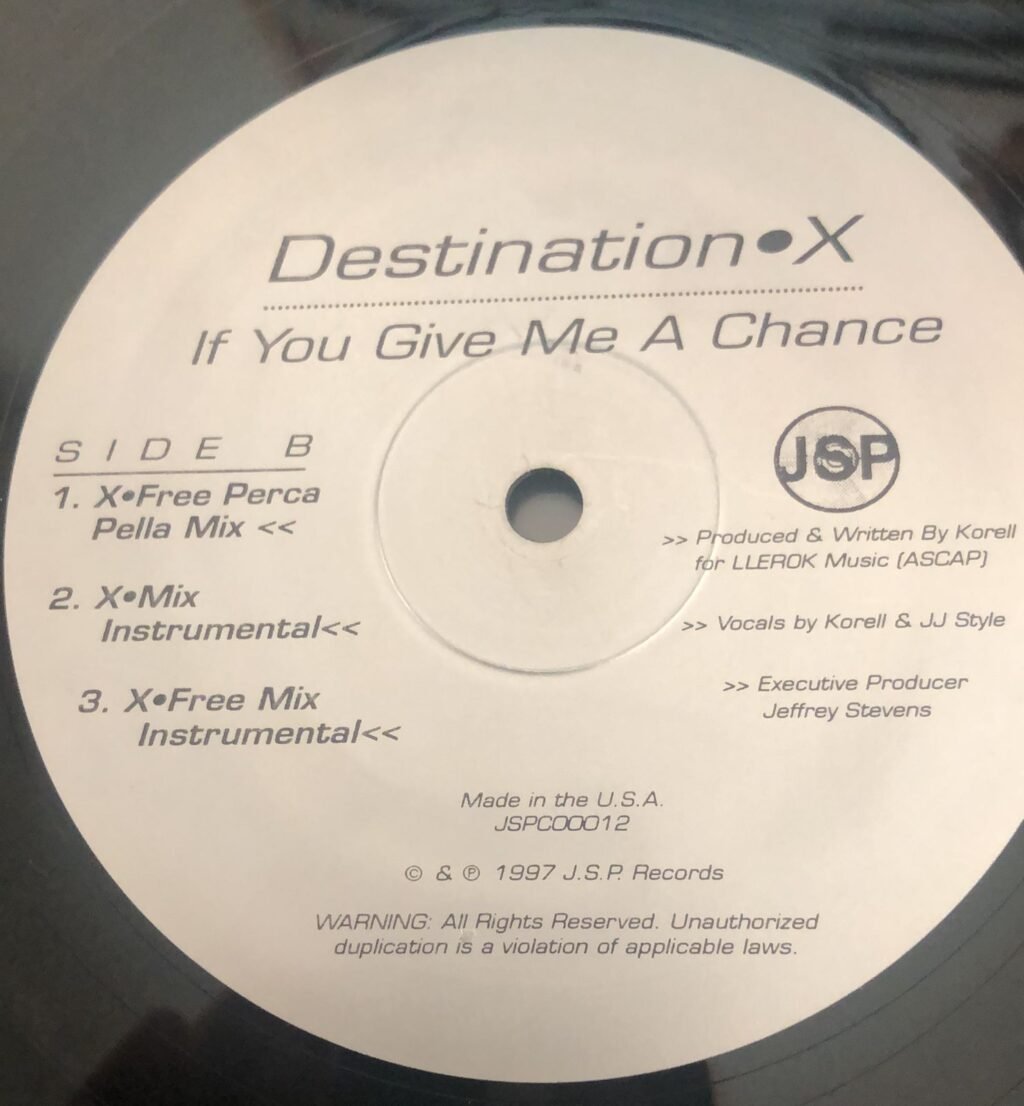 Destination•X
If You Give Me A Chance
SIDE B
1. X•Free Perca
Pella Mix <<
2. X•Mix
Instrumental<<
3. X•Free Mix
Instrumental<<
JSP
>> Produced & Written By Korell
for LLEROK Music (ASCAP)
>> Vocals by Korell & JJ Style
>> Executive Producer
Jeffrey Stevens
Made in the U.S.A.
JSPC00012
© & ℗ 1997 J.S.P. Records
WARNING: All Rights Reserved. Unauthorized
duplication is a violation of applicable laws.